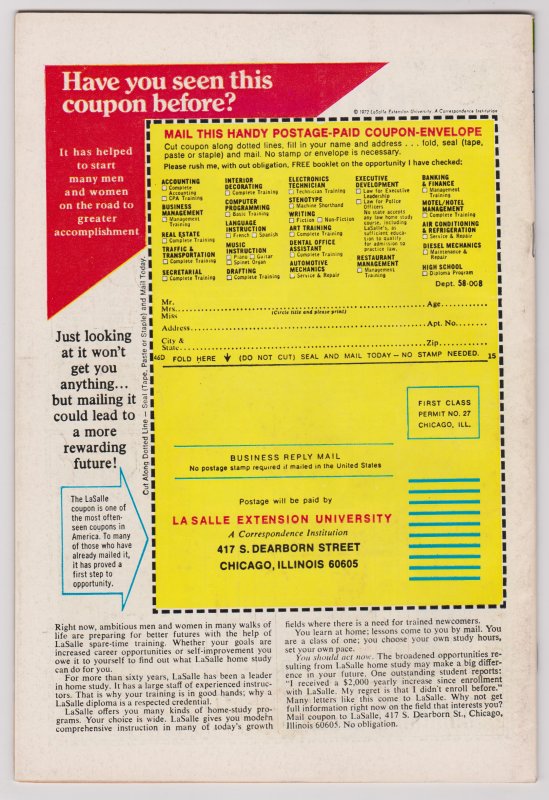 Have you seen this
coupon before?
© 1972 LaSalle Extension University, A Correspondence Institution
It has helped
to start
many men
and women
on the road to
greater
accomplishment
MAIL THIS HANDY POSTAGE-PAID COUPON-ENVELOPE
Cut coupon along dotted lines, fill in your name and address . . . fold, seal (tape,
paste or staple) and mail. No stamp or envelope is necessary.
Please rush me, with out obligation, FREE booklet on the opportunity I have checked:
ACCOUNTING
Complete
Accounting
CPA Training
BUSINESS
MANAGEMENT
Management
Training
REAL ESTATE
Complete Training
TRAFFIC &
TRANSPORTATION
Complete Training
SECRETARIAL
Complete Training
INTERIOR
DECORATING
Complete Training
COMPUTER
PROGRAMMING
Basic Training
LANGUAGE
INSTRUCTION
French Spanish
MUSIC
INSTRUCTION
Piano Guitar
Spinet Organ
DRAFTING
Complete Training
ELECTRONICS
TECHNICIAN
Technician Training
STENOTYPE
Machine Shorthand
WRITING
Fiction Non-Fiction
ART TRAINING
Complete Training
DENTAL OFFICE
ASSISTANT
Complete Training
AUTOMOTIVE
MECHANICS
Service & Repair
EXECUTIVE
DEVELOPMENT
Law for Executive
Leadership
Law for Police
Officers
No state accepts
any law home study
course, including
LaSalle's, as
sufficient educa-
tion to qualify
for admission to
practice law.
RESTAURANT
MANAGEMENT
Management
Training
BANKING
& FINANCE
Management
Training
MOTEL/HOTEL
MANAGEMENT
Complete Training
AIR CONDITIONING
& REFRIGERATION
Service & Repair
DIESEL MECHANICS
Maintenance &
Repair
HIGH SCHOOL
Diploma Program
Dept. 58-008
Mr.
Mrs. Age
Miss (Circle title and please print)
Address Apt. No.
City &
State Zip
46D FOLD HERE (DO NOT CUT) SEAL AND MAIL TODAY — NO STAMP NEEDED. 15
Cut Along Dotted Line — Seal (Tape, Paste or Staple) and Mail Today.
Just looking
at it won't
get you
anything...
but mailing it
could lead to
a more
rewarding
future!
FIRST CLASS
PERMIT NO. 27
CHICAGO, ILL.
BUSINESS REPLY MAIL
No postage stamp required if mailed in the United States
Postage will be paid by
LA SALLE EXTENSION UNIVERSITY
A Correspondence Institution
417 S. DEARBORN STREET
CHICAGO, ILLINOIS 60605
The LaSalle
coupon is one of
the most often-
seen coupons in
America. To many
of those who have
already mailed it,
it has proved a
first step to
opportunity.
Right now, ambitious men and women in many walks of
life are preparing for better futures with the help of
LaSalle spare-time training. Whether your goals are
increased career opportunities or self-improvement you
owe it to yourself to find out what LaSalle home study
can do for you.
For more than sixty years, LaSalle has been a leader
in home study. It has a large staff of experienced instruc-
tors. That is why your training is in good hands; why a
LaSalle diploma is a respected credential.
LaSalle offers you many kinds of home-study pro-
grams. Your choice is wide. LaSalle gives you modern
comprehensive instruction in many of today's growth
fields where there is a need for trained newcomers.
You learn at home; lessons come to you by mail. You
are a class of one; you choose your own study hours,
set your own pace.
You should act now. The broadened opportunities re-
sulting from LaSalle home study may make a big differ-
ence in your future. One outstanding student reports:
"I received a $2,000 yearly increase since enrollment
with LaSalle. My regret is that I didn't enroll before."
Many letters like this come to LaSalle. Why not get
full information right now on the field that interests you?
Mail coupon to LaSalle, 417 S. Dearborn St., Chicago,
Illinois 60605. No obligation.